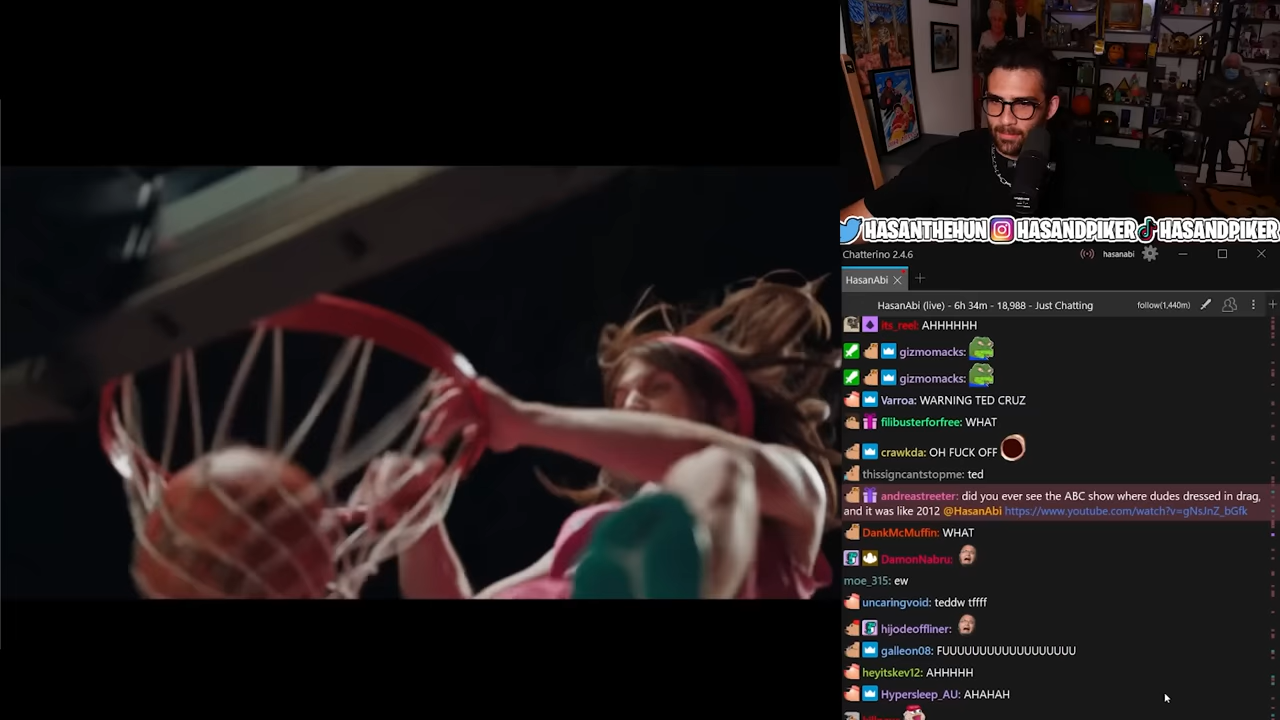 HASANTHEHUN HASANDPIKER HASANDPIKER
Chatterino 2.4.6
hasanabi
HasanAbi
HasanAbi (live) - 6h 34m - 18,988 - Just Chatting
follow(1,440m)
its_reel: AHHHHHH
gizmomacks:
gizmomacks:
Varroa: WARNING TED CRUZ
filibusterforfree: WHAT
crawkda: OH FUCK OFF
thissigncantstopme: ted
andreastreeter: did you ever see the ABC show where dudes dressed in drag,
and it was like 2012 @HasanAbi https://www.youtube.com/watch?v=gNsJnZ_bGfk
DankMcMuffin: WHAT
DamonNabru:
moe_315: ew
uncaringvoid: teddw tffff
hijodeoffliner:
galleon08: FUUUUUUUUUUUUUUUUUU
heyitskev12: AHHHHH
Hypersleep_AU: AHAHAH